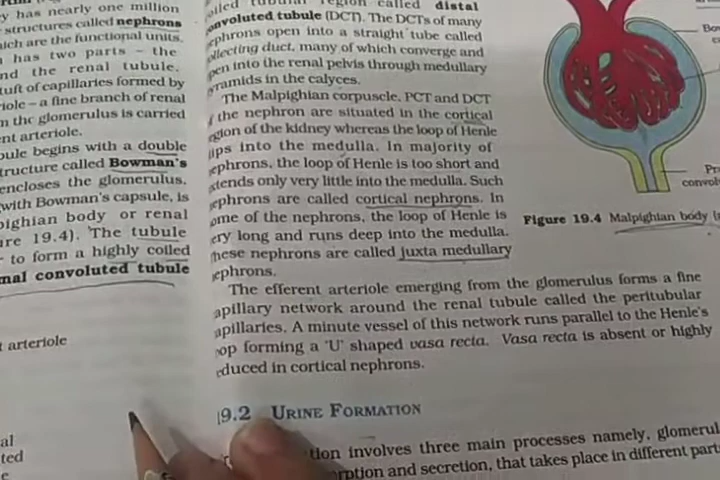 y has nearly one million
structures called nephrons
ich are the functional units.
has two parts – the
nd the renal tubule.
tuft of capillaries formed by
iole – a fine branch of renal
n the glomerulus is carried
nt arteriole.
ule begins with a double
tructure called Bowman's
encloses the glomerulus.
with Bowman's capsule, is
pighian body or renal
re 19.4). The tubule
to form a highly coiled
mal convoluted tubule
arteriole
al
ted
e
oiled tubular region called distal
onvoluted tubule (DCT). The DCTs of many
ephrons open into a straight tube called
ollecting duct, many of which converge and
pen into the renal pelvis through medullary
yramids in the calyces.
The Malpighian corpuscle, PCT and DCT
f the nephron are situated in the cortical
egion of the kidney whereas the loop of Henle
ips into the medulla. In majority of
ephrons, the loop of Henle is too short and
xtends only very little into the medulla. Such
ephrons are called cortical nephrons. In
ome of the nephrons, the loop of Henle is
ery long and runs deep into the medulla.
hese nephrons are called juxta medullary
ephrons.
The efferent arteriole emerging from the glomerulus forms a fine
apillary network around the renal tubule called the peritubular
apillaries. A minute vessel of this network runs parallel to the Henle's
oop forming a 'U' shaped vasa recta. Vasa recta is absent or highly
educed in cortical nephrons.
19.2 URINE FORMATION
tion involves three main processes namely, glomerul
rption and secretion, that takes place in different part
Bow
c
Pr
convol
Figure 19.4 Malpighian body (